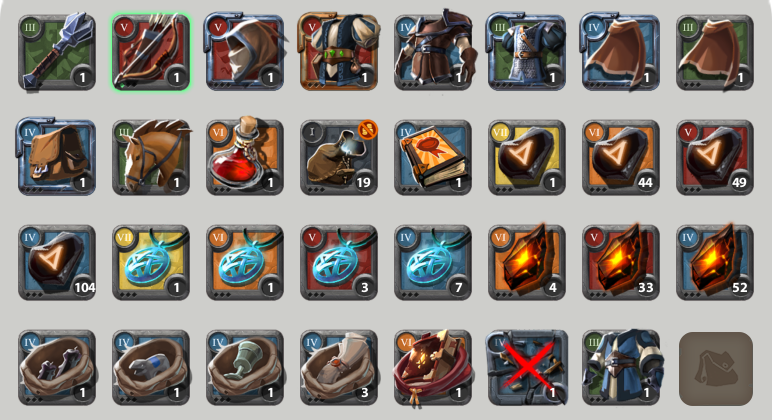 III V V V IV III IV III
1 1 1 1 1 1 1 1
IV III VI I IV VII VI V
1 1 1 19 1 1 44 49
IV VII VI V IV VI V IV
104 1 1 3 7 4 33 52
IV IV IV IV VI IV III
1 1 1 3 1 1 1